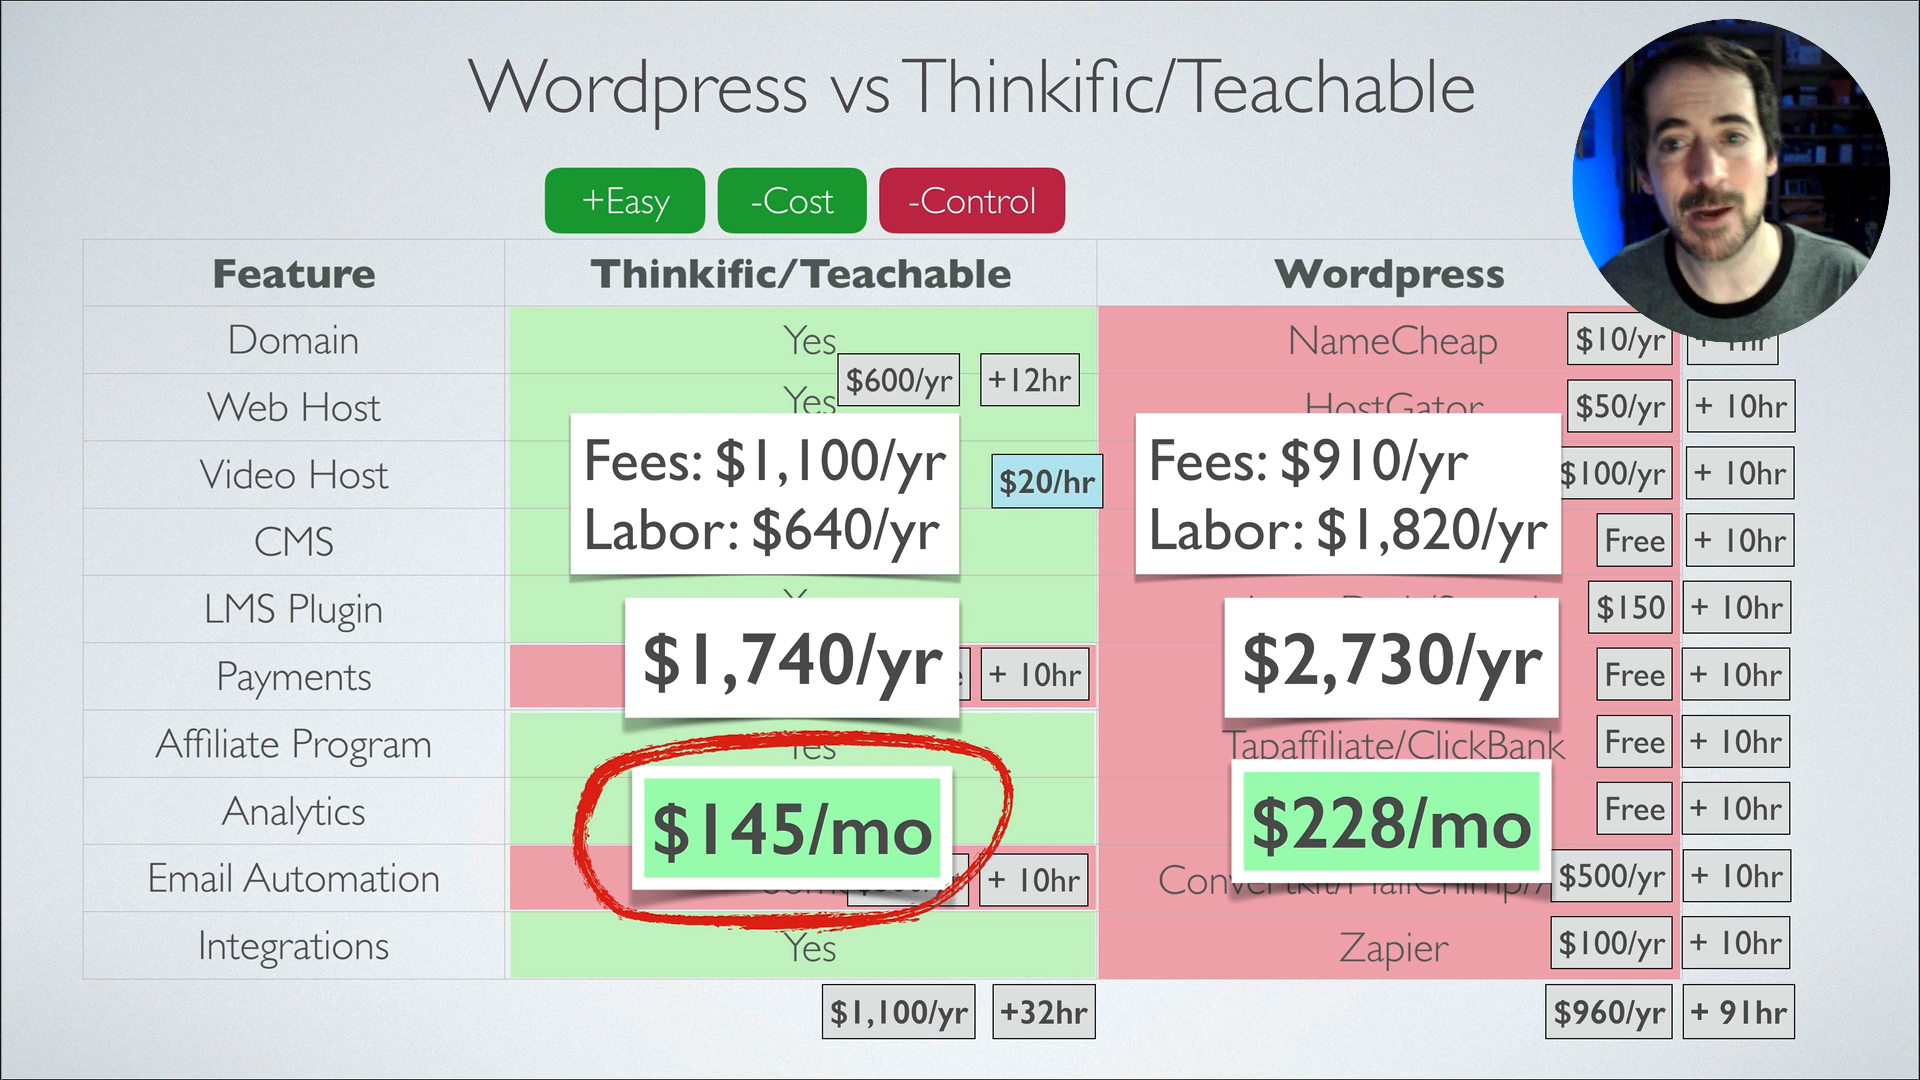 Wordpress vs Thinkific/Teachable
+Easy -Cost -Control
Feature Thinkific/Teachable Wordpress
Domain Yes NameCheap $10/yr
$600/yr +12hr
Web Host Yes HostGator $50/yr + 10hr
Fees: $1,100/yr Fees: $910/yr
Video Host $20/hr $100/yr + 10hr
Labor: $640/yr Labor: $1,820/yr
CMS Free + 10hr
LMS Plugin $150 + 10hr
$1,740/yr $2,730/yr
Payments + 10hr Free + 10hr
Affiliate Program Yes Tapaffiliate/ClickBank Free + 10hr
Analytics Free + 10hr
$145/mo $228/mo
Email Automation + 10hr $500/yr + 10hr
Integrations Yes Zapier $100/yr + 10hr
$1,100/yr +32hr $960/yr + 91hr